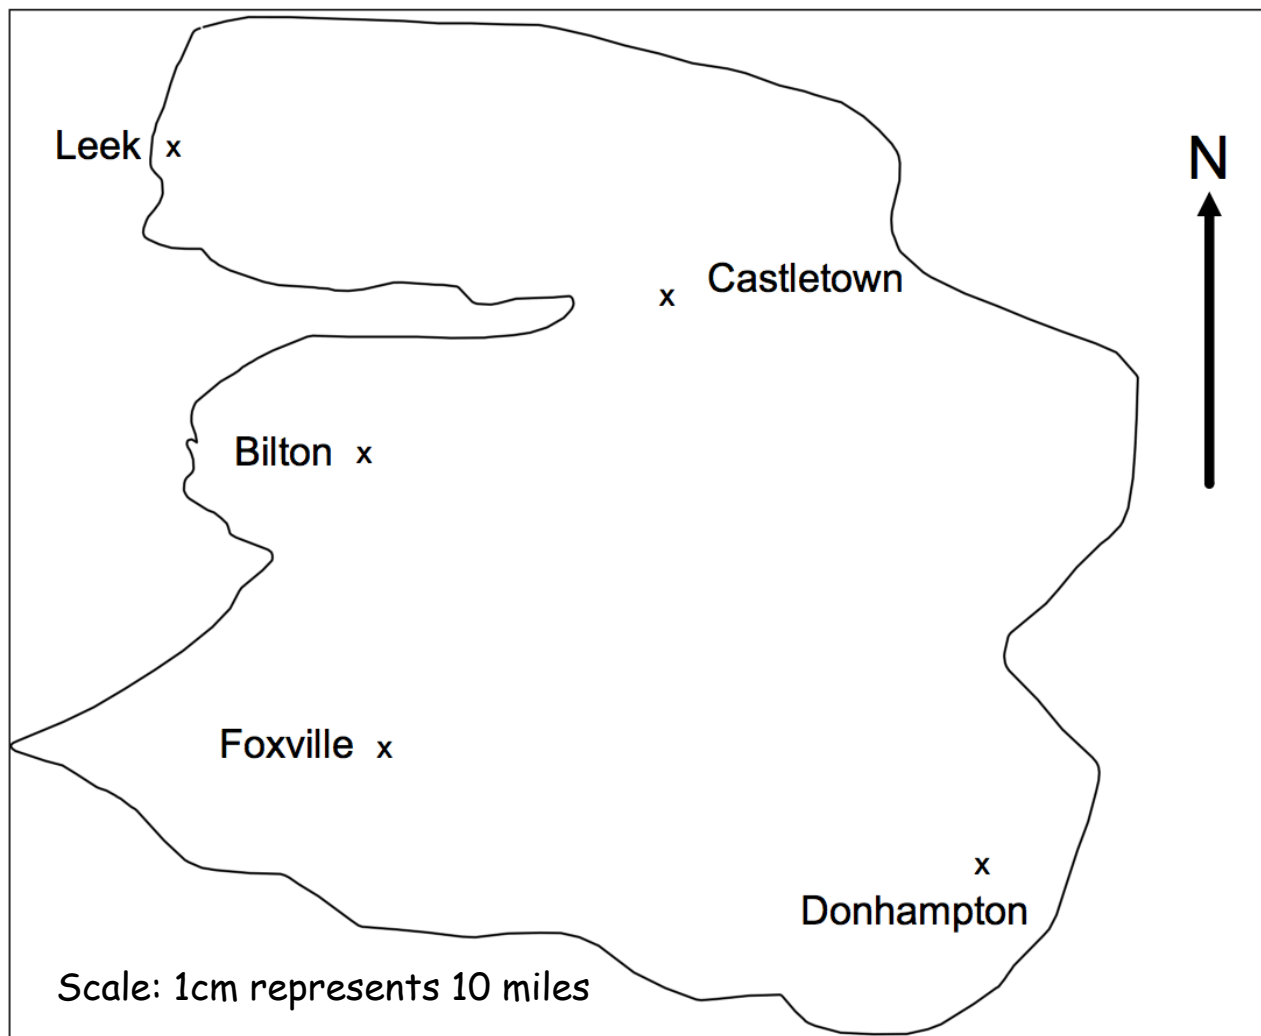 Leek x
N
Castletown
x
Bilton x
Foxville x
x
Donhampton
Scale: 1cm represents 10 miles